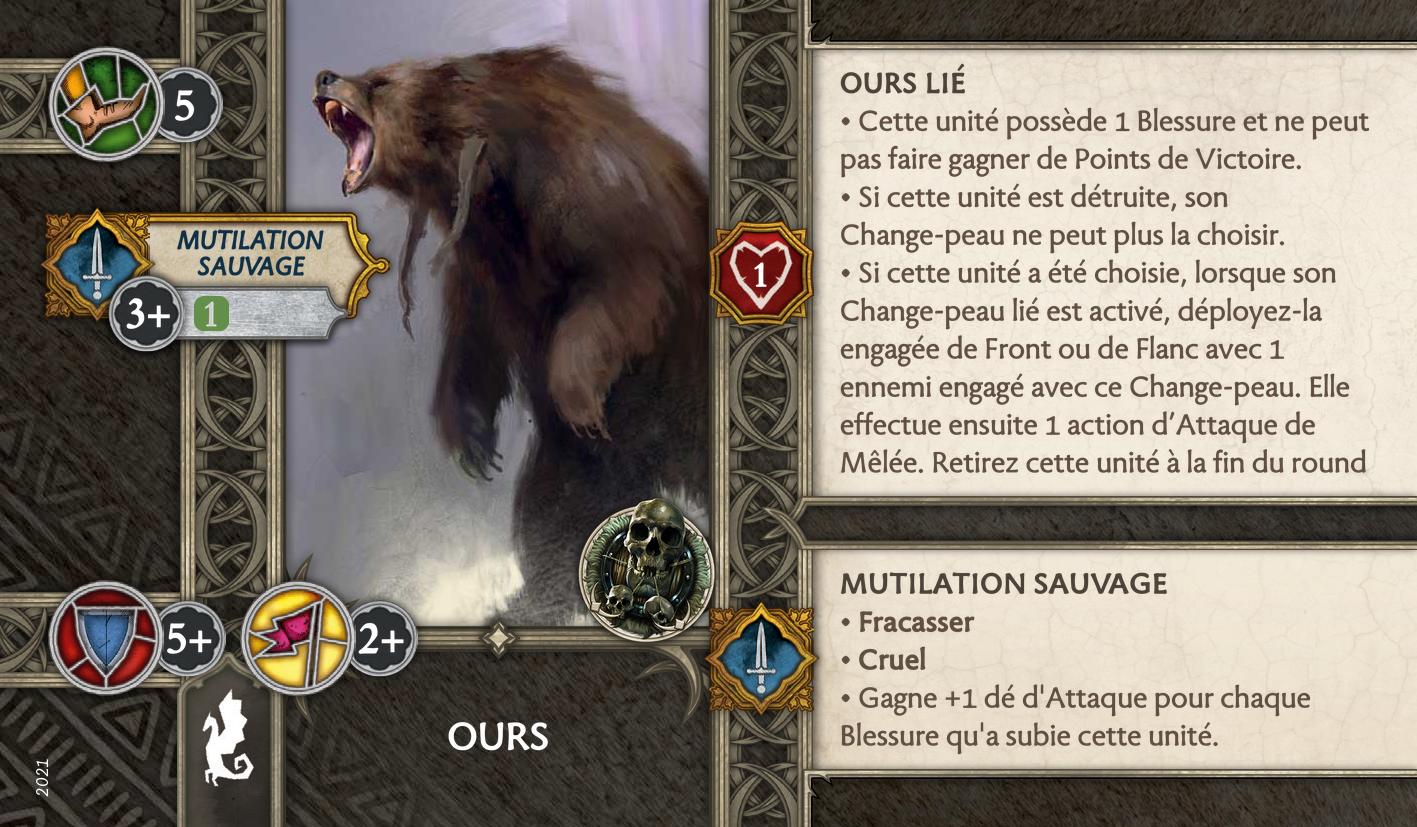 5
MUTILATION
SAUVAGE
3+
1
5+
2+
OURS
2021
1
OURS LIÉ
• Cette unité possède 1 Blessure et ne peut
pas faire gagner de Points de Victoire.
• Si cette unité est détruite, son
Change-peau ne peut plus la choisir.
• Si cette unité a été choisie, lorsque son
Change-peau lié est activé, déployez-la
engagée de Front ou de Flanc avec 1
ennemi engagé avec ce Change-peau. Elle
effectue ensuite 1 action d'Attaque de
Mêlée. Retirez cette unité à la fin du round
MUTILATION SAUVAGE
• Fracasser
• Cruel
• Gagne +1 dé d'Attaque pour chaque
Blessure qu'a subie cette unité.